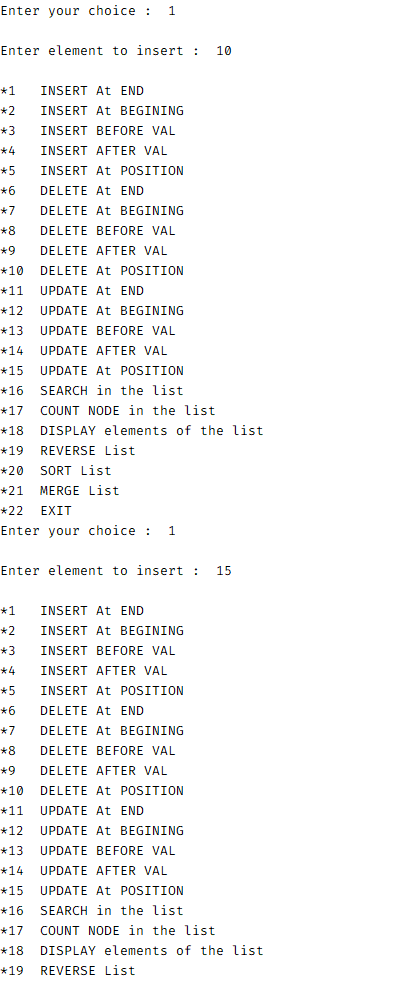 Enter your choice :  1
Enter element to insert :  10
*1   INSERT At END
*2   INSERT At BEGINING
*3   INSERT BEFORE VAL
*4   INSERT AFTER VAL
*5   INSERT At POSITION
*6   DELETE At END
*7   DELETE At BEGINING
*8   DELETE BEFORE VAL
*9   DELETE AFTER VAL
*10  DELETE At POSITION
*11  UPDATE At END
*12  UPDATE At BEGINING
*13  UPDATE BEFORE VAL
*14  UPDATE AFTER VAL
*15  UPDATE At POSITION
*16  SEARCH in the list
*17  COUNT NODE in the list
*18  DISPLAY elements of the list
*19  REVERSE List
*20  SORT List
*21  MERGE List
*22  EXIT
Enter your choice :  1
Enter element to insert :  15
*1   INSERT At END
*2   INSERT At BEGINING
*3   INSERT BEFORE VAL
*4   INSERT AFTER VAL
*5   INSERT At POSITION
*6   DELETE At END
*7   DELETE At BEGINING
*8   DELETE BEFORE VAL
*9   DELETE AFTER VAL
*10  DELETE At POSITION
*11  UPDATE At END
*12  UPDATE At BEGINING
*13  UPDATE BEFORE VAL
*14  UPDATE AFTER VAL
*15  UPDATE At POSITION
*16  SEARCH in the list
*17  COUNT NODE in the list
*18  DISPLAY elements of the list
*19  REVERSE List